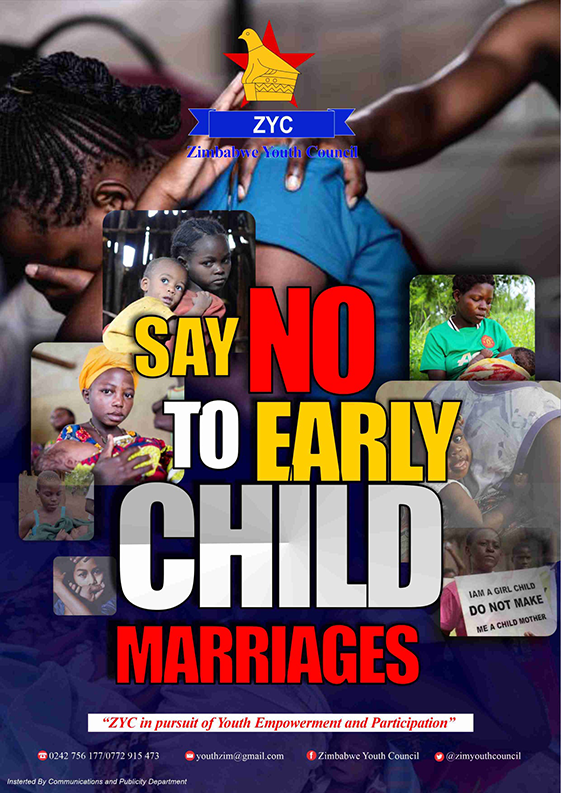 ZYC
Zimbabwe Youth Council
SAY NO
TO EARLY
CHILD
MARRIAGES
IAM A GIRL CHILD
DO NOT MAKE
ME A CHILD MOTHER
“ZYC in pursuit of Youth Empowerment and Participation”
0242 756 177/0772 915 473 youthzim@gmail.com Zimbabwe Youth Council @zimyouthcouncil
Insterted By Communications and Publicity Department